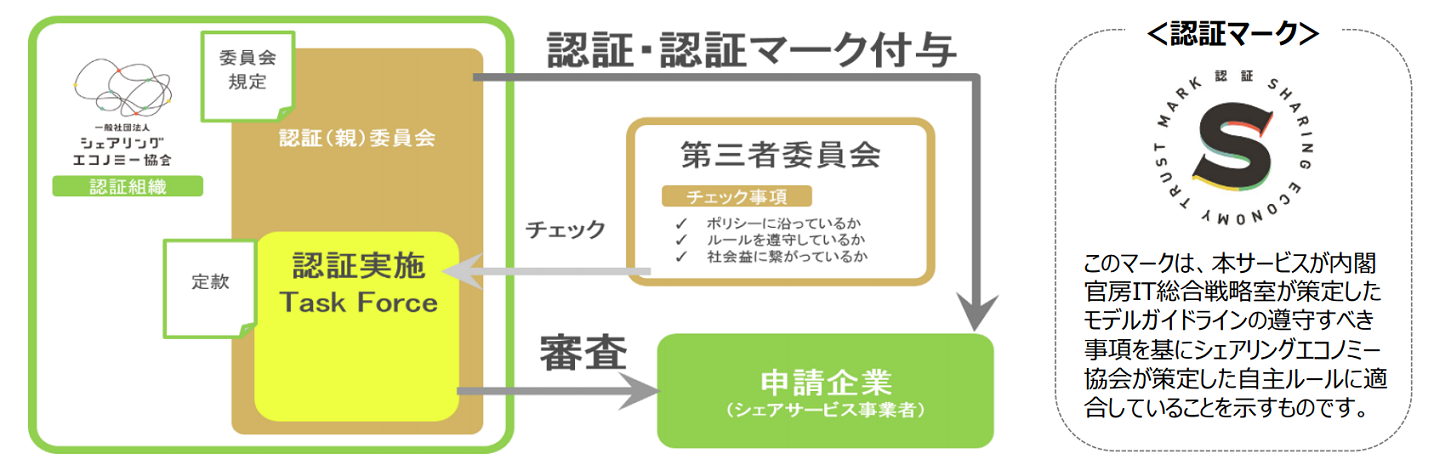 委員会
規定
一般社団法人
シェアリング
エコノミー協会
認証組織
認証(親)委員会
定款
認証実施
Task Force
認証・認証マーク付与
第三者委員会
チェック事項
✓ ポリシーに沿っているか
✓ ルールを遵守しているか
✓ 社会益に繋がっているか
チェック
審査
申請企業
(シェアサービス事業者)
<認証マーク>
TRUST MARK 認証 SHARING ECONOMY
S
このマークは、本サービスが内閣
官房IT総合戦略室が策定した
モデルガイドラインの遵守すべき
事項を基にシェアリングエコノミー
協会が策定した自主ルールに適
合していることを示すものです。